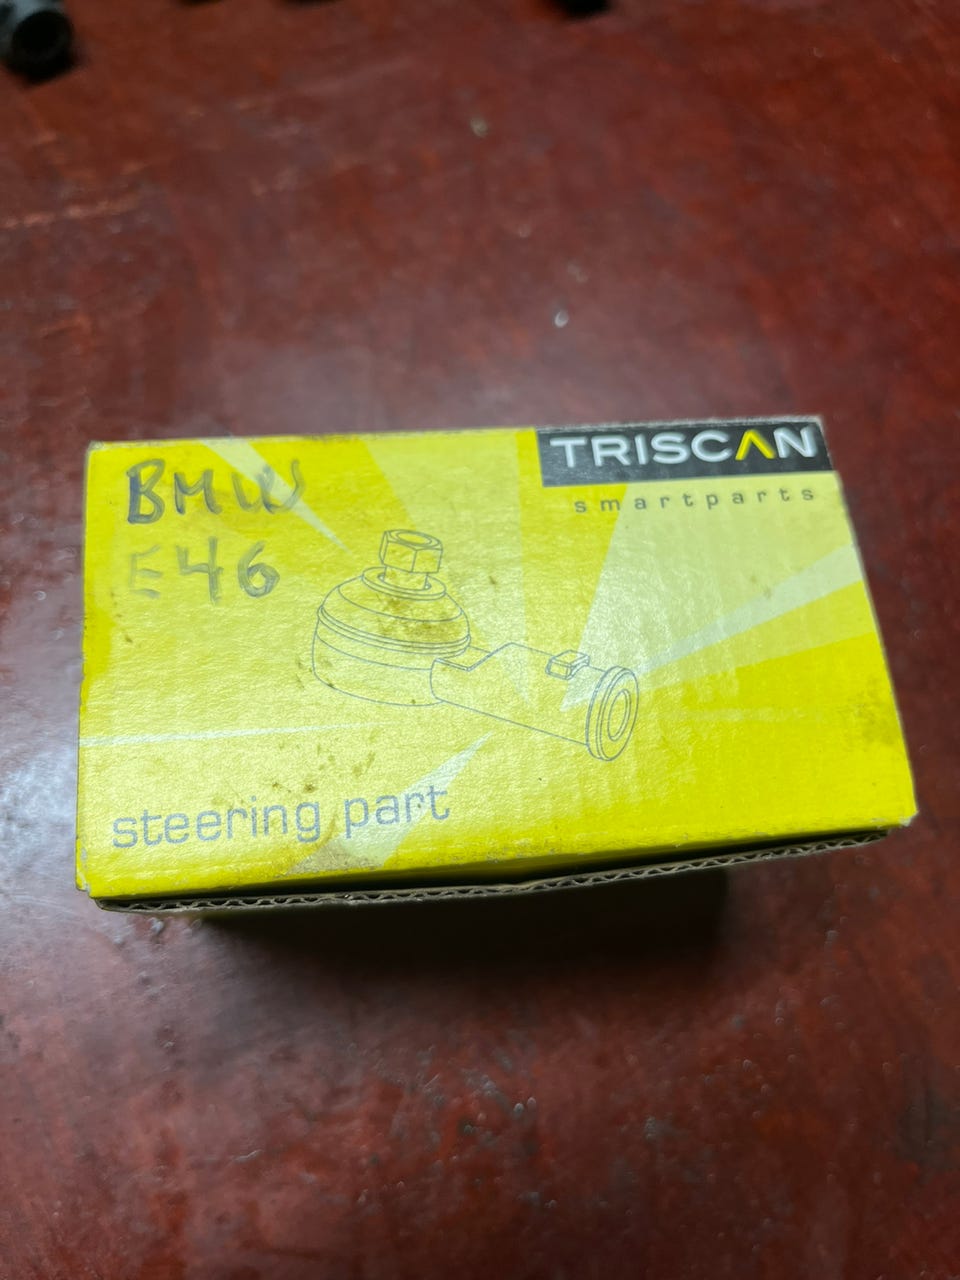 TRISCAN
smartparts
BMW
E46
steering part